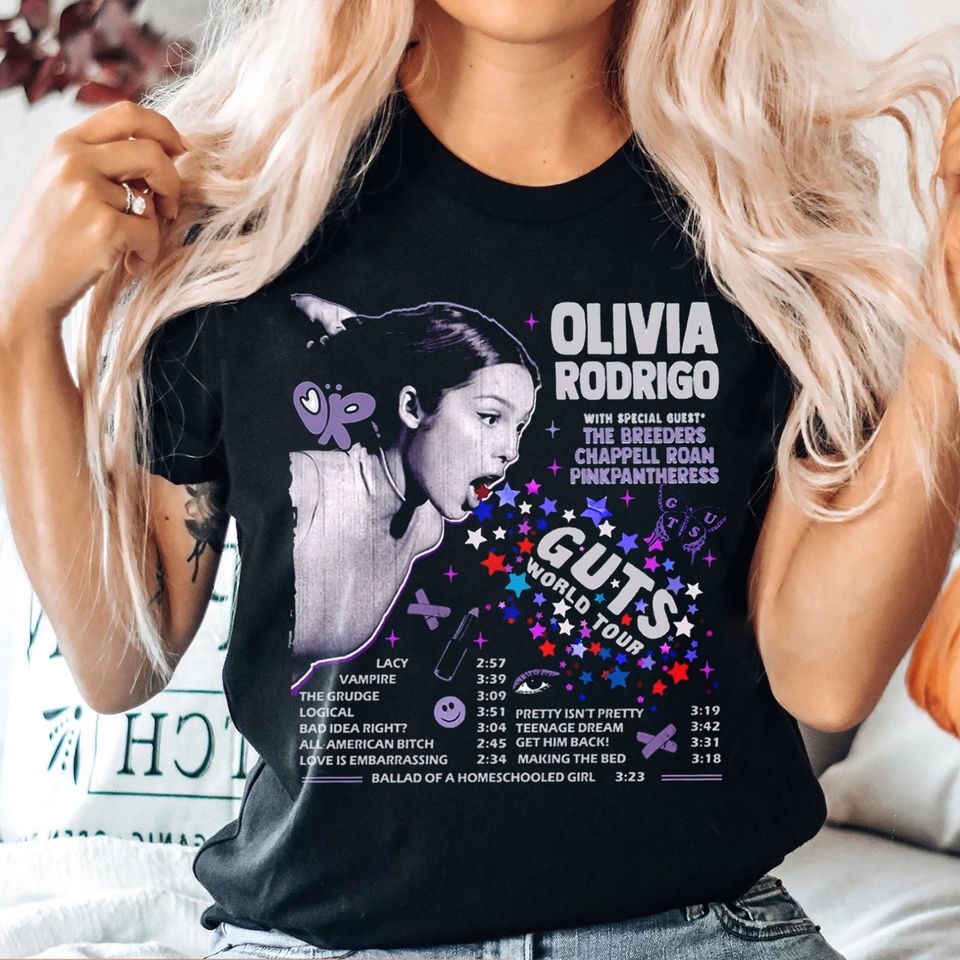 OLIVIA
RODRIGO
WITH SPECIAL GUEST*
THE BREEDERS
CHAPPELL ROAN
PINKPANTHERESS
OR
GUTS
GUTS
WORLD TOUR
LACY 2:57
VAMPIRE 3:39
THE GRUDGE 3:09
LOGICAL 3:51
BAD IDEA RIGHT? 3:04
ALL-AMERICAN BITCH 2:45
LOVE IS EMBARRASSING 2:34
PRETTY ISN'T PRETTY 3:19
TEENAGE DREAM 3:42
GET HIM BACK! 3:31
MAKING THE BED 3:18
BALLAD OF A HOMESCHOOLED GIRL 3:23